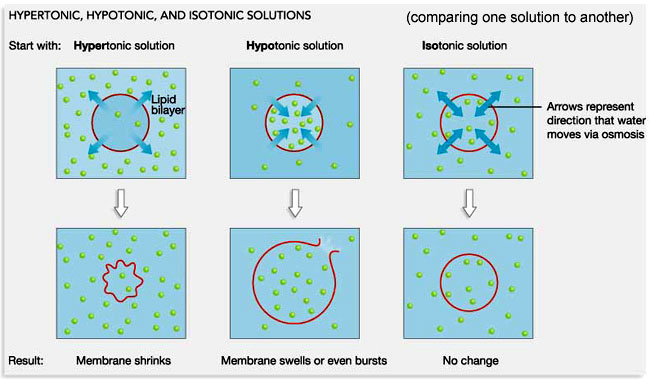 HYPERTONIC, HYPOTONIC, AND ISOTONIC SOLUTIONS (comparing one solution to another)
Start with: Hypertonic solution Hypotonic solution Isotonic solution
Lipid
bilayer
Arrows represent
direction that water
moves via osmosis
Result: Membrane shrinks Membrane swells or even bursts No change